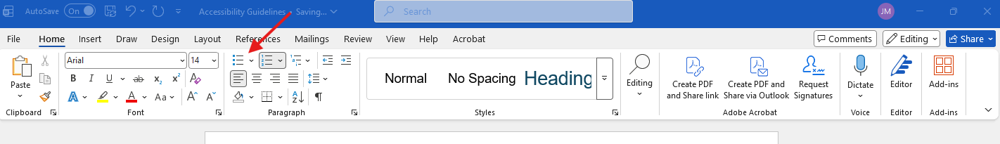 AutoSave On Accessibility Guidelines • Saving... Search JM
File Home Insert Draw Design Layout References Mailings Review View Help Acrobat Comments Editing Share
Paste
Clipboard
Arial 14
B I U ab x₂ x² A
A A Aa A A
Font
Paragraph
Normal No Spacing Heading
Styles
Editing
Create PDF
and Share link
Create PDF and
Share via Outlook
Request
Signatures
Adobe Acrobat
Dictate
Voice
Editor
Editor
Add-ins
Add-ins